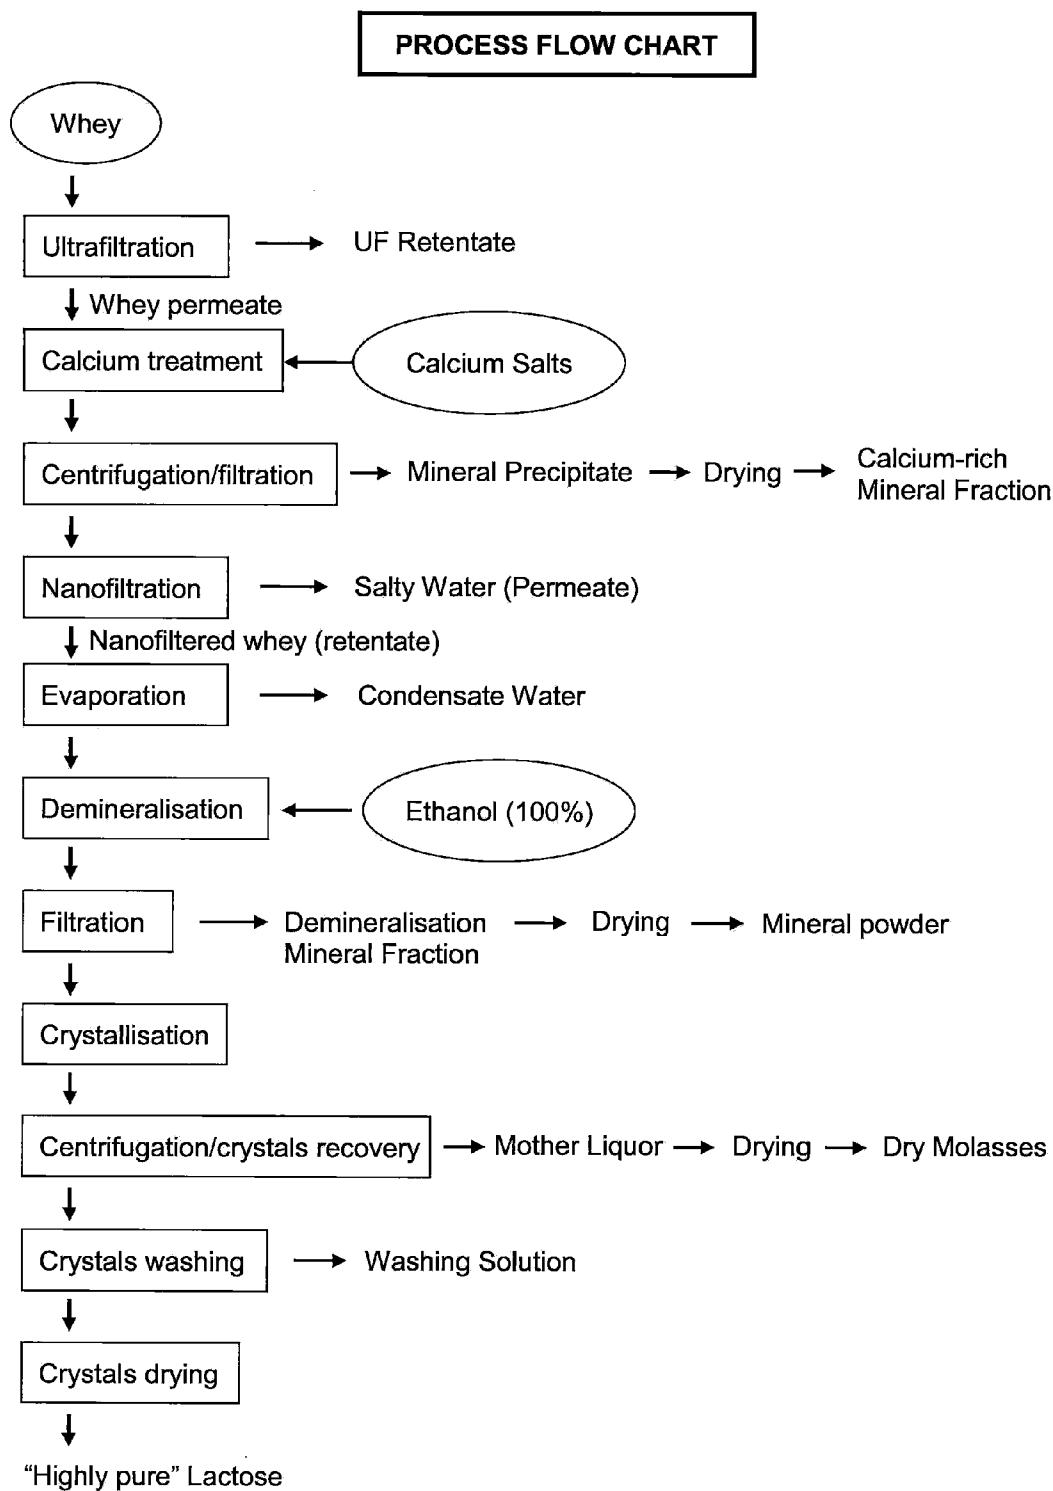 PROCESS FLOW CHART
Whey
Ultrafiltration
UF Retentate
Whey permeate
Calcium treatment
Calcium Salts
Centrifugation/filtration
Mineral Precipitate
Drying
Calcium-rich
Mineral Fraction
Nanofiltration
Salty Water (Permeate)
Nanofiltered whey (retentate)
Evaporation
Condensate Water
Demineralisation
Ethanol (100%)
Filtration
Demineralisation
Mineral Fraction
Drying
Mineral powder
Crystallisation
Centrifugation/crystals recovery
Mother Liquor
Drying
Dry Molasses
Crystals washing
Washing Solution
Crystals drying
“Highly pure” Lactose